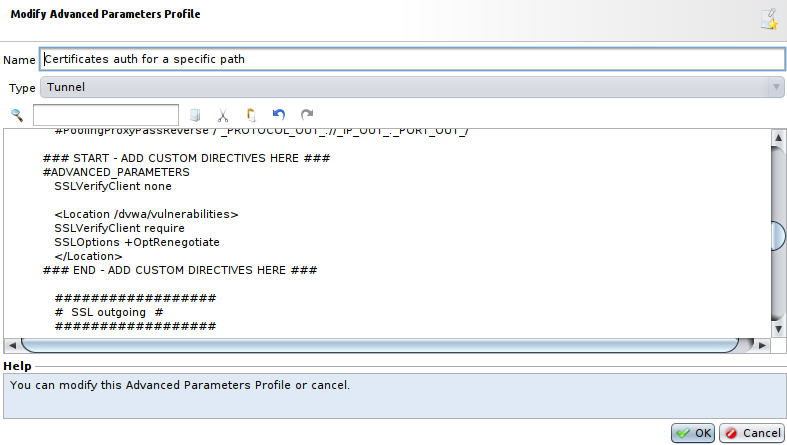 Modify Advanced Parameters Profile
Name Certificates auth for a specific path
Type Tunnel
#PoolingProxyPassReverse / _PROTOCOL_OUT_://_IP_OUT_:_PORT_OUT_/
### START - ADD CUSTOM DIRECTIVES HERE ###
#ADVANCED_PARAMETERS
SSLVerifyClient none
<Location /dvwa/vulnerabilities>
SSLVerifyClient require
SSLOptions +OptRenegotiate
</Location>
### END - ADD CUSTOM DIRECTIVES HERE ###
##################
# SSL outgoing #
##################
Help
You can modify this Advanced Parameters Profile or cancel.
OK Cancel